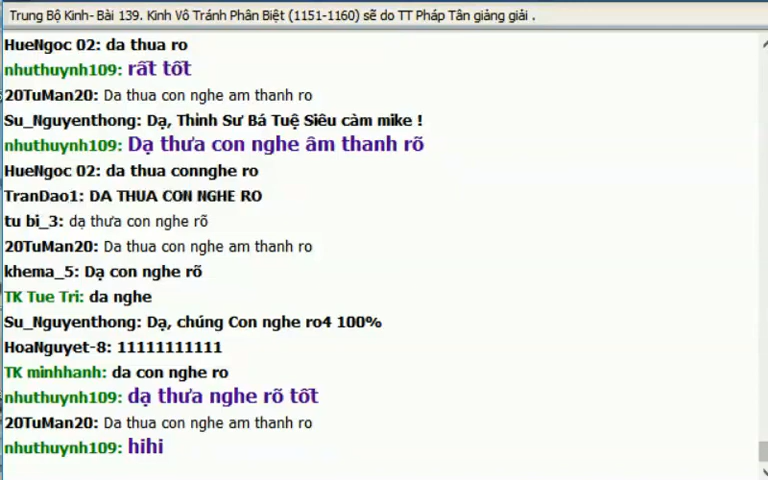 Trung Bộ Kinh- Bài 139. Kinh Vô Tránh Phân Biệt (1151-1160) sẽ do TT Pháp Tân giảng giải .
HueNgoc 02: da thua ro
nhuthuynh109: rất tốt
20TuMan20: Da thua con nghe am thanh ro
Su_Nguyenthong: Dạ, Thỉnh Sư Bá Tuệ Siêu cảm mike !
nhuthuynh109: Dạ thưa con nghe âm thanh rõ
HueNgoc 02: da thua connghe ro
TranDao1: DA THUA CON NGHE RO
tu bi_3: dạ thưa con nghe rõ
20TuMan20: Da thua con nghe am thanh ro
khema_5: Dạ con nghe rõ
TK Tue Tri: da nghe
Su_Nguyenthong: Dạ, chúng Con nghe ro4 100%
HoaNguyet-8: 11111111111
TK minhhanh: da con nghe ro
nhuthuynh109: dạ thưa nghe rõ tốt
20TuMan20: Da thua con nghe am thanh ro
nhuthuynh109: hihi